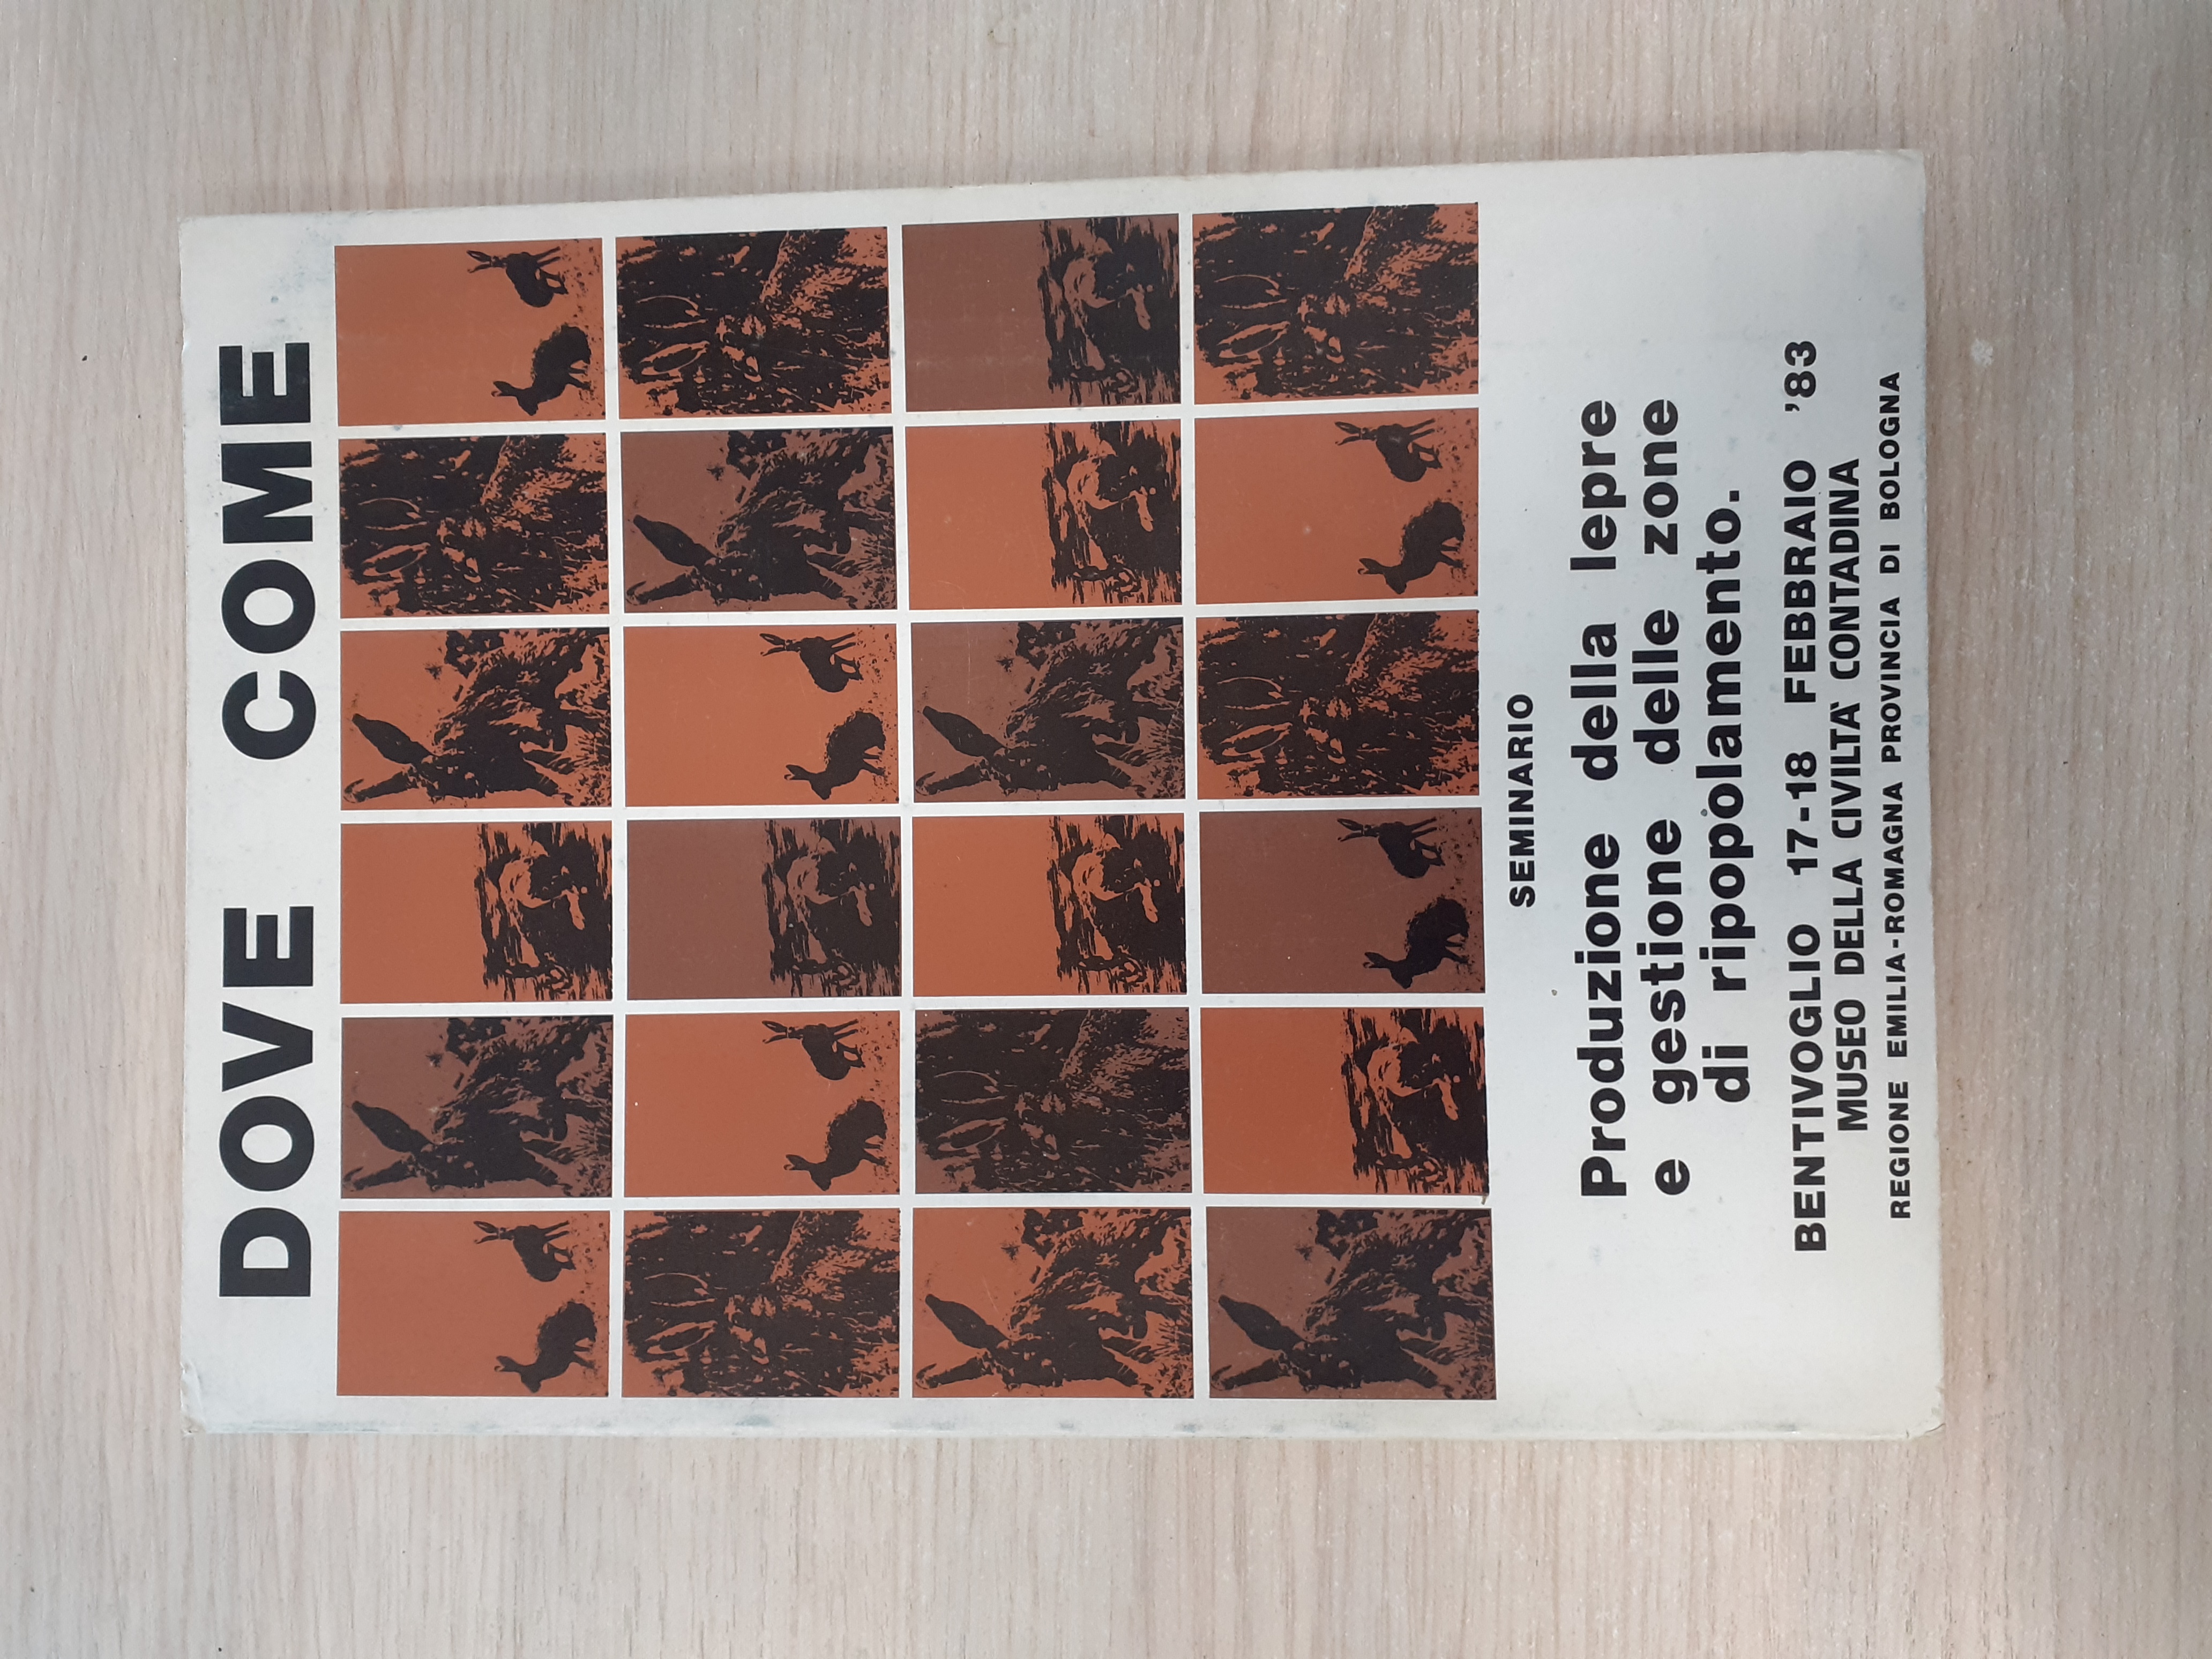 DOVE COME
SEMINARIO
Produzione della lepre
e gestione delle zone
di ripopolamento.
BENTIVOGLIO 17-18 FEBBRAIO '83
MUSEO DELLA CIVILTA' CONTADINA
REGIONE EMILIA-ROMAGNA PROVINCIA DI BOLOGNA